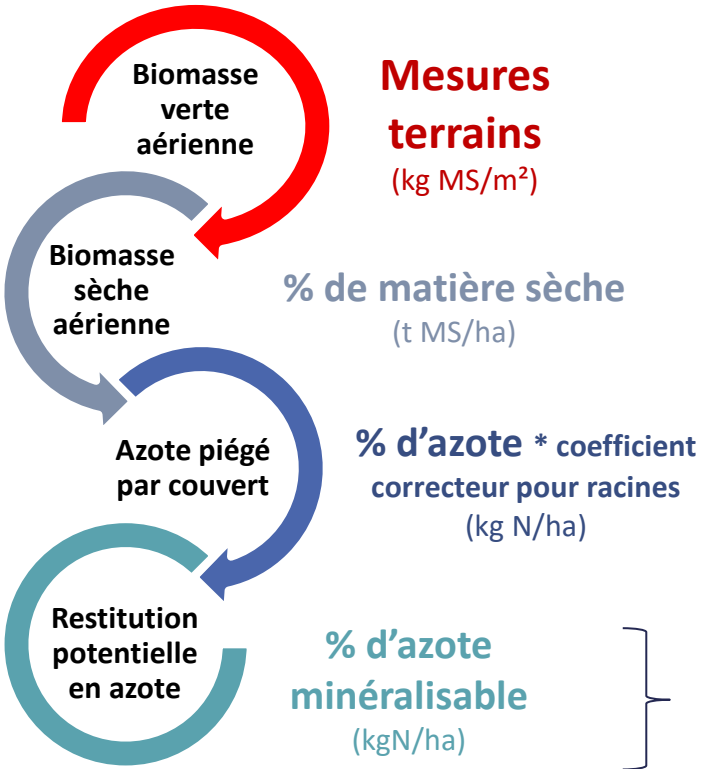 Biomasse
verte
aérienne
Mesures
terrains
(kg MS/m²)
Biomasse
sèche
aérienne
% de matière sèche
(t MS/ha)
Azote piégé
par couvert
% d’azote * coefficient
correcteur pour racines
(kg N/ha)
Restitution
potentielle
en azote
% d’azote
minéralisable
(kgN/ha)